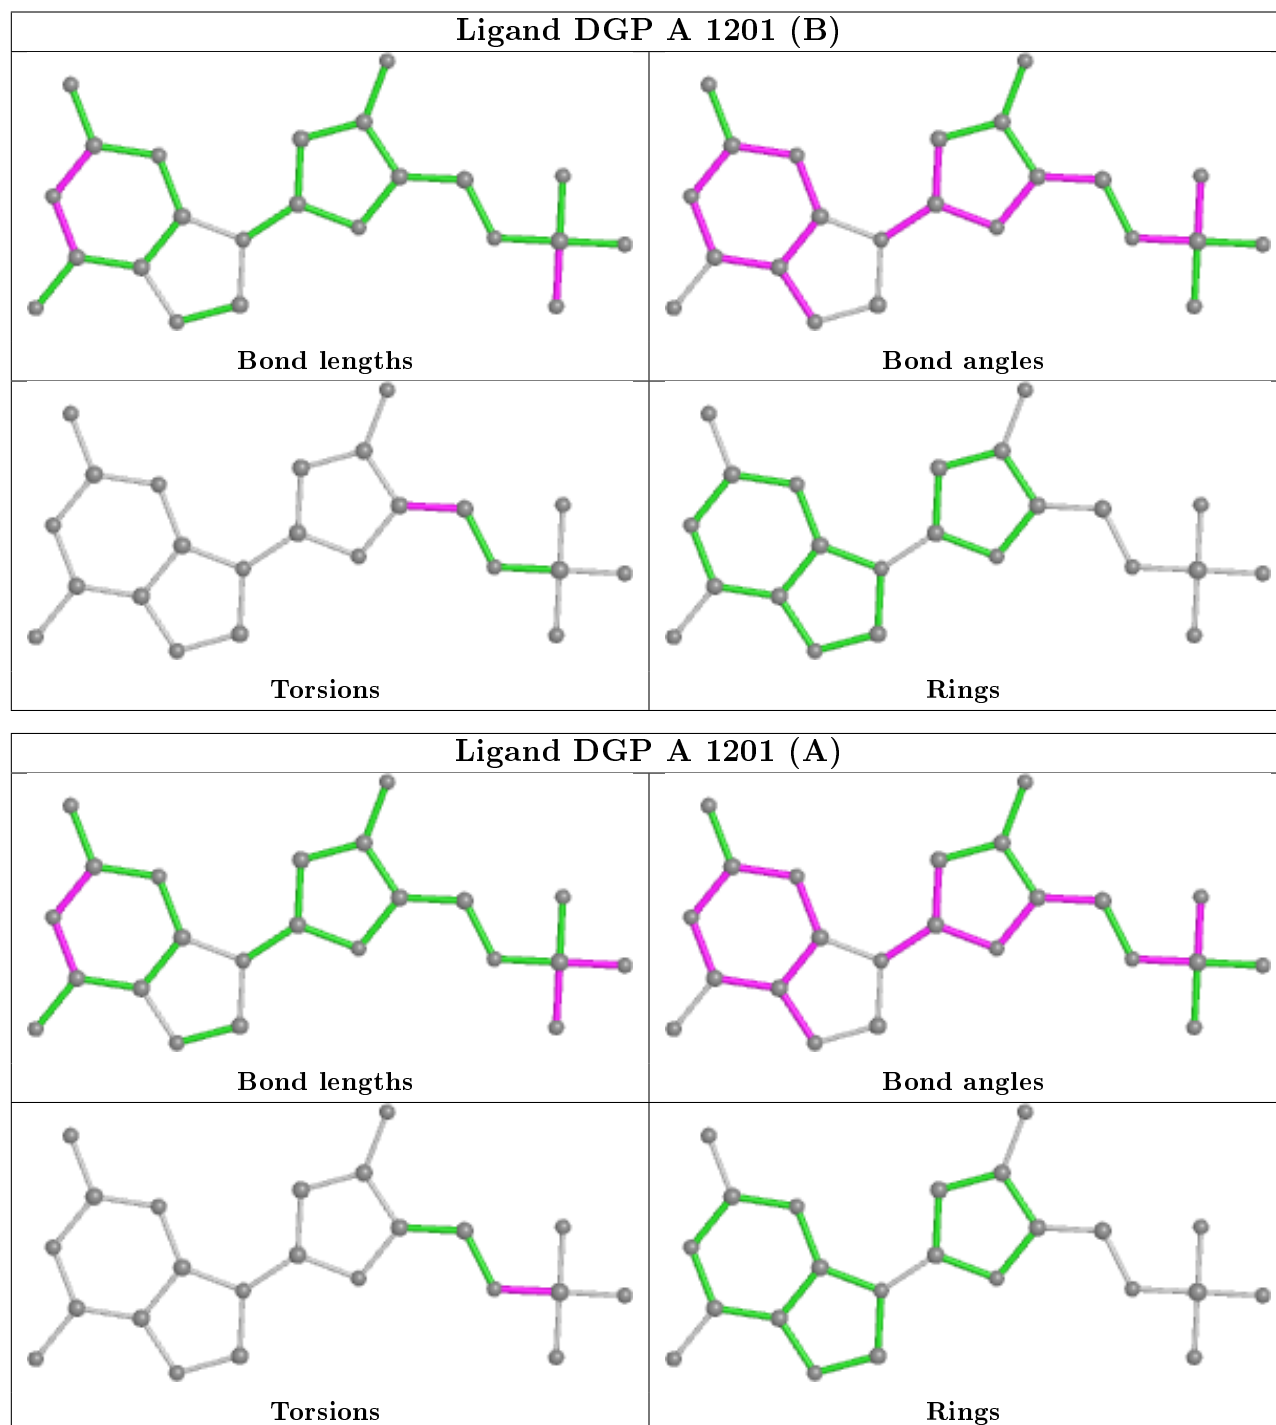 Ligand DGP A 1201 (B)
Bond lengths
Bond angles
Torsions
Rings
Ligand DGP A 1201 (A)
Bond lengths
Bond angles
Torsions
Rings